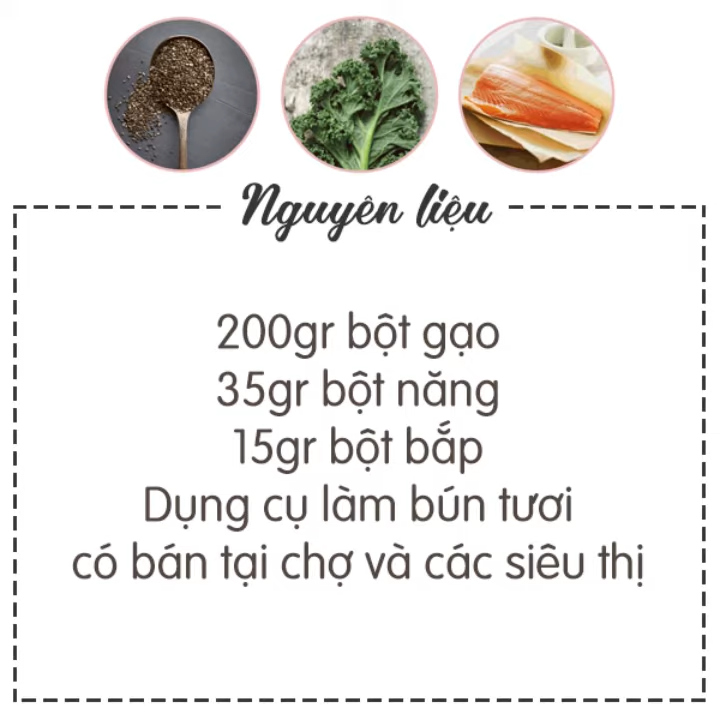 Nguyên liệu
200gr bột gạo
35gr bột năng
15gr bột bắp
Dụng cụ làm bún tươi
có bán tại chợ và các siêu thị